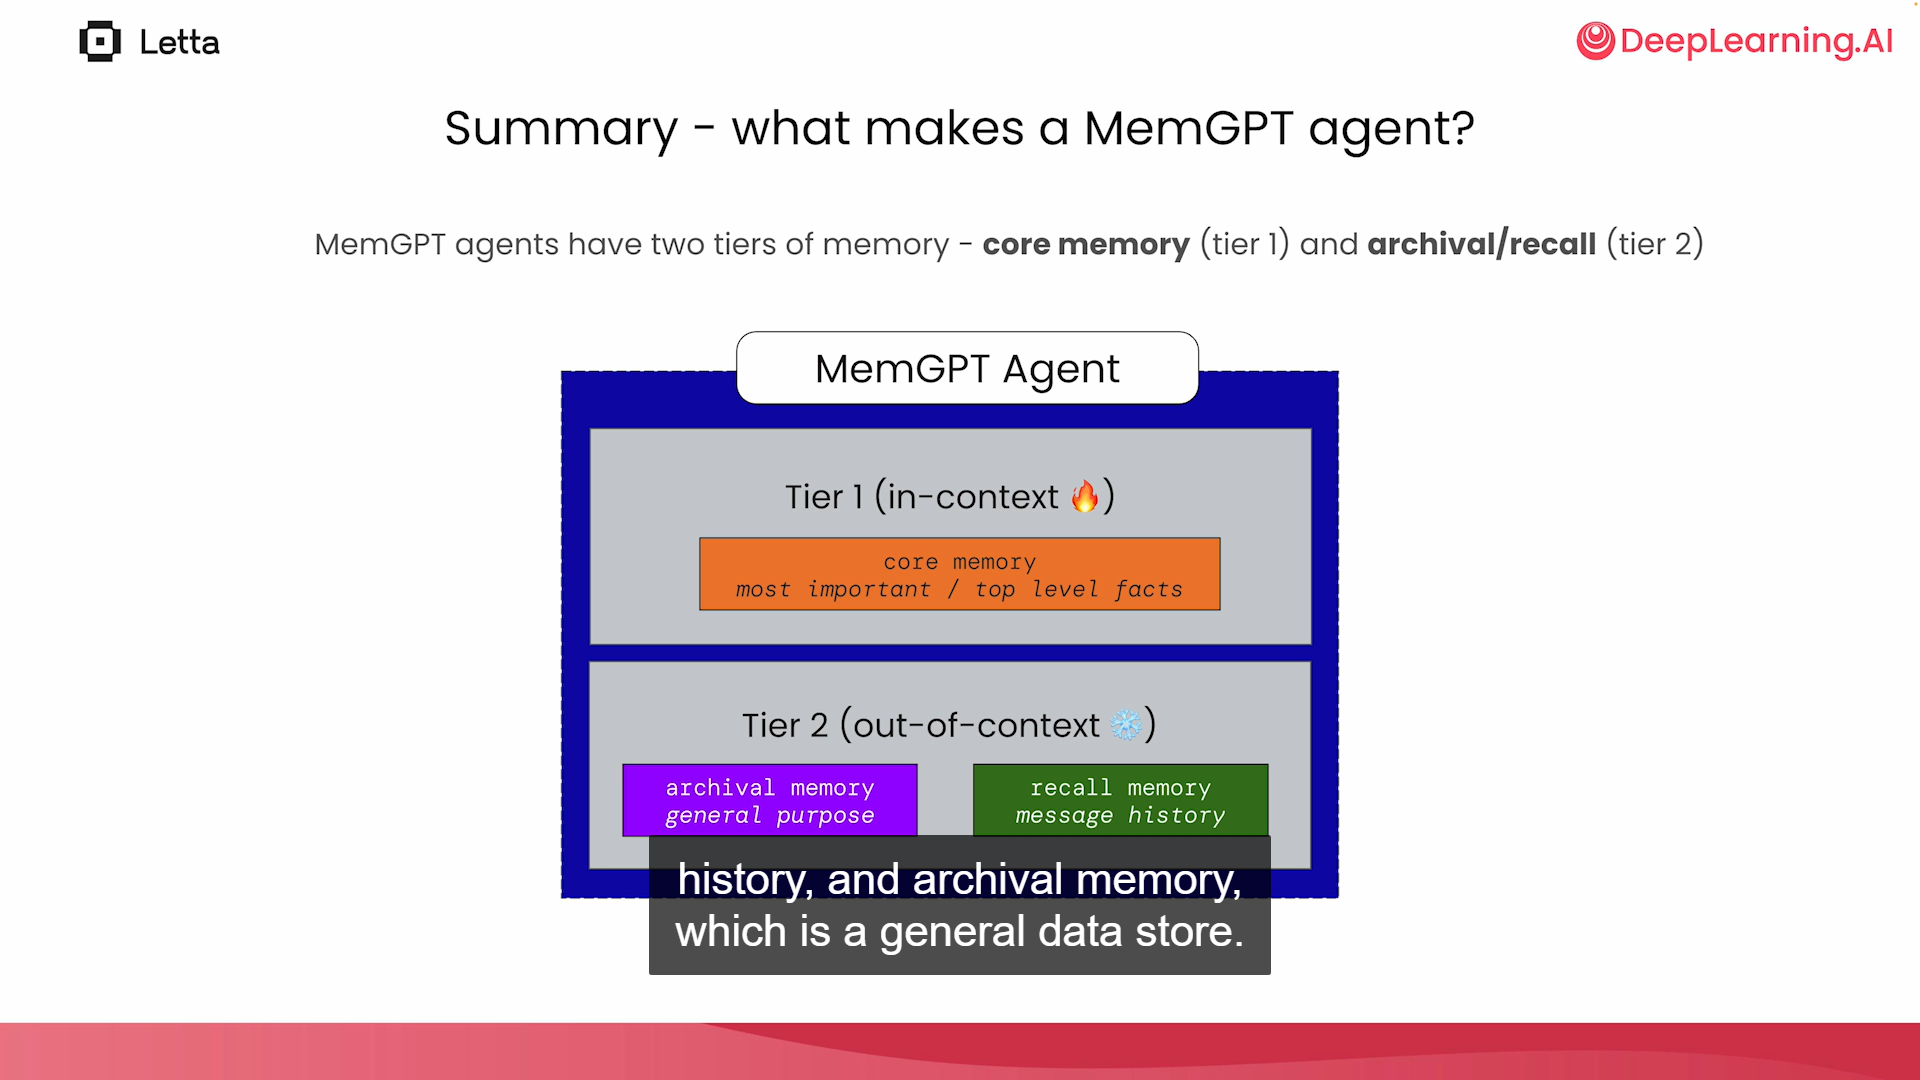 Letta
DeepLearning.AI
Summary - what makes a MemGPT agent?
MemGPT agents have two tiers of memory - core memory (tier 1) and archival/recall (tier 2)
MemGPT Agent
Tier 1 (in-context 🔥)
core memory
most important / top level facts
Tier 2 (out-of-context ❄️)
archival memory
general purpose
recall memory
message history
history, and archival memory,
which is a general data store.